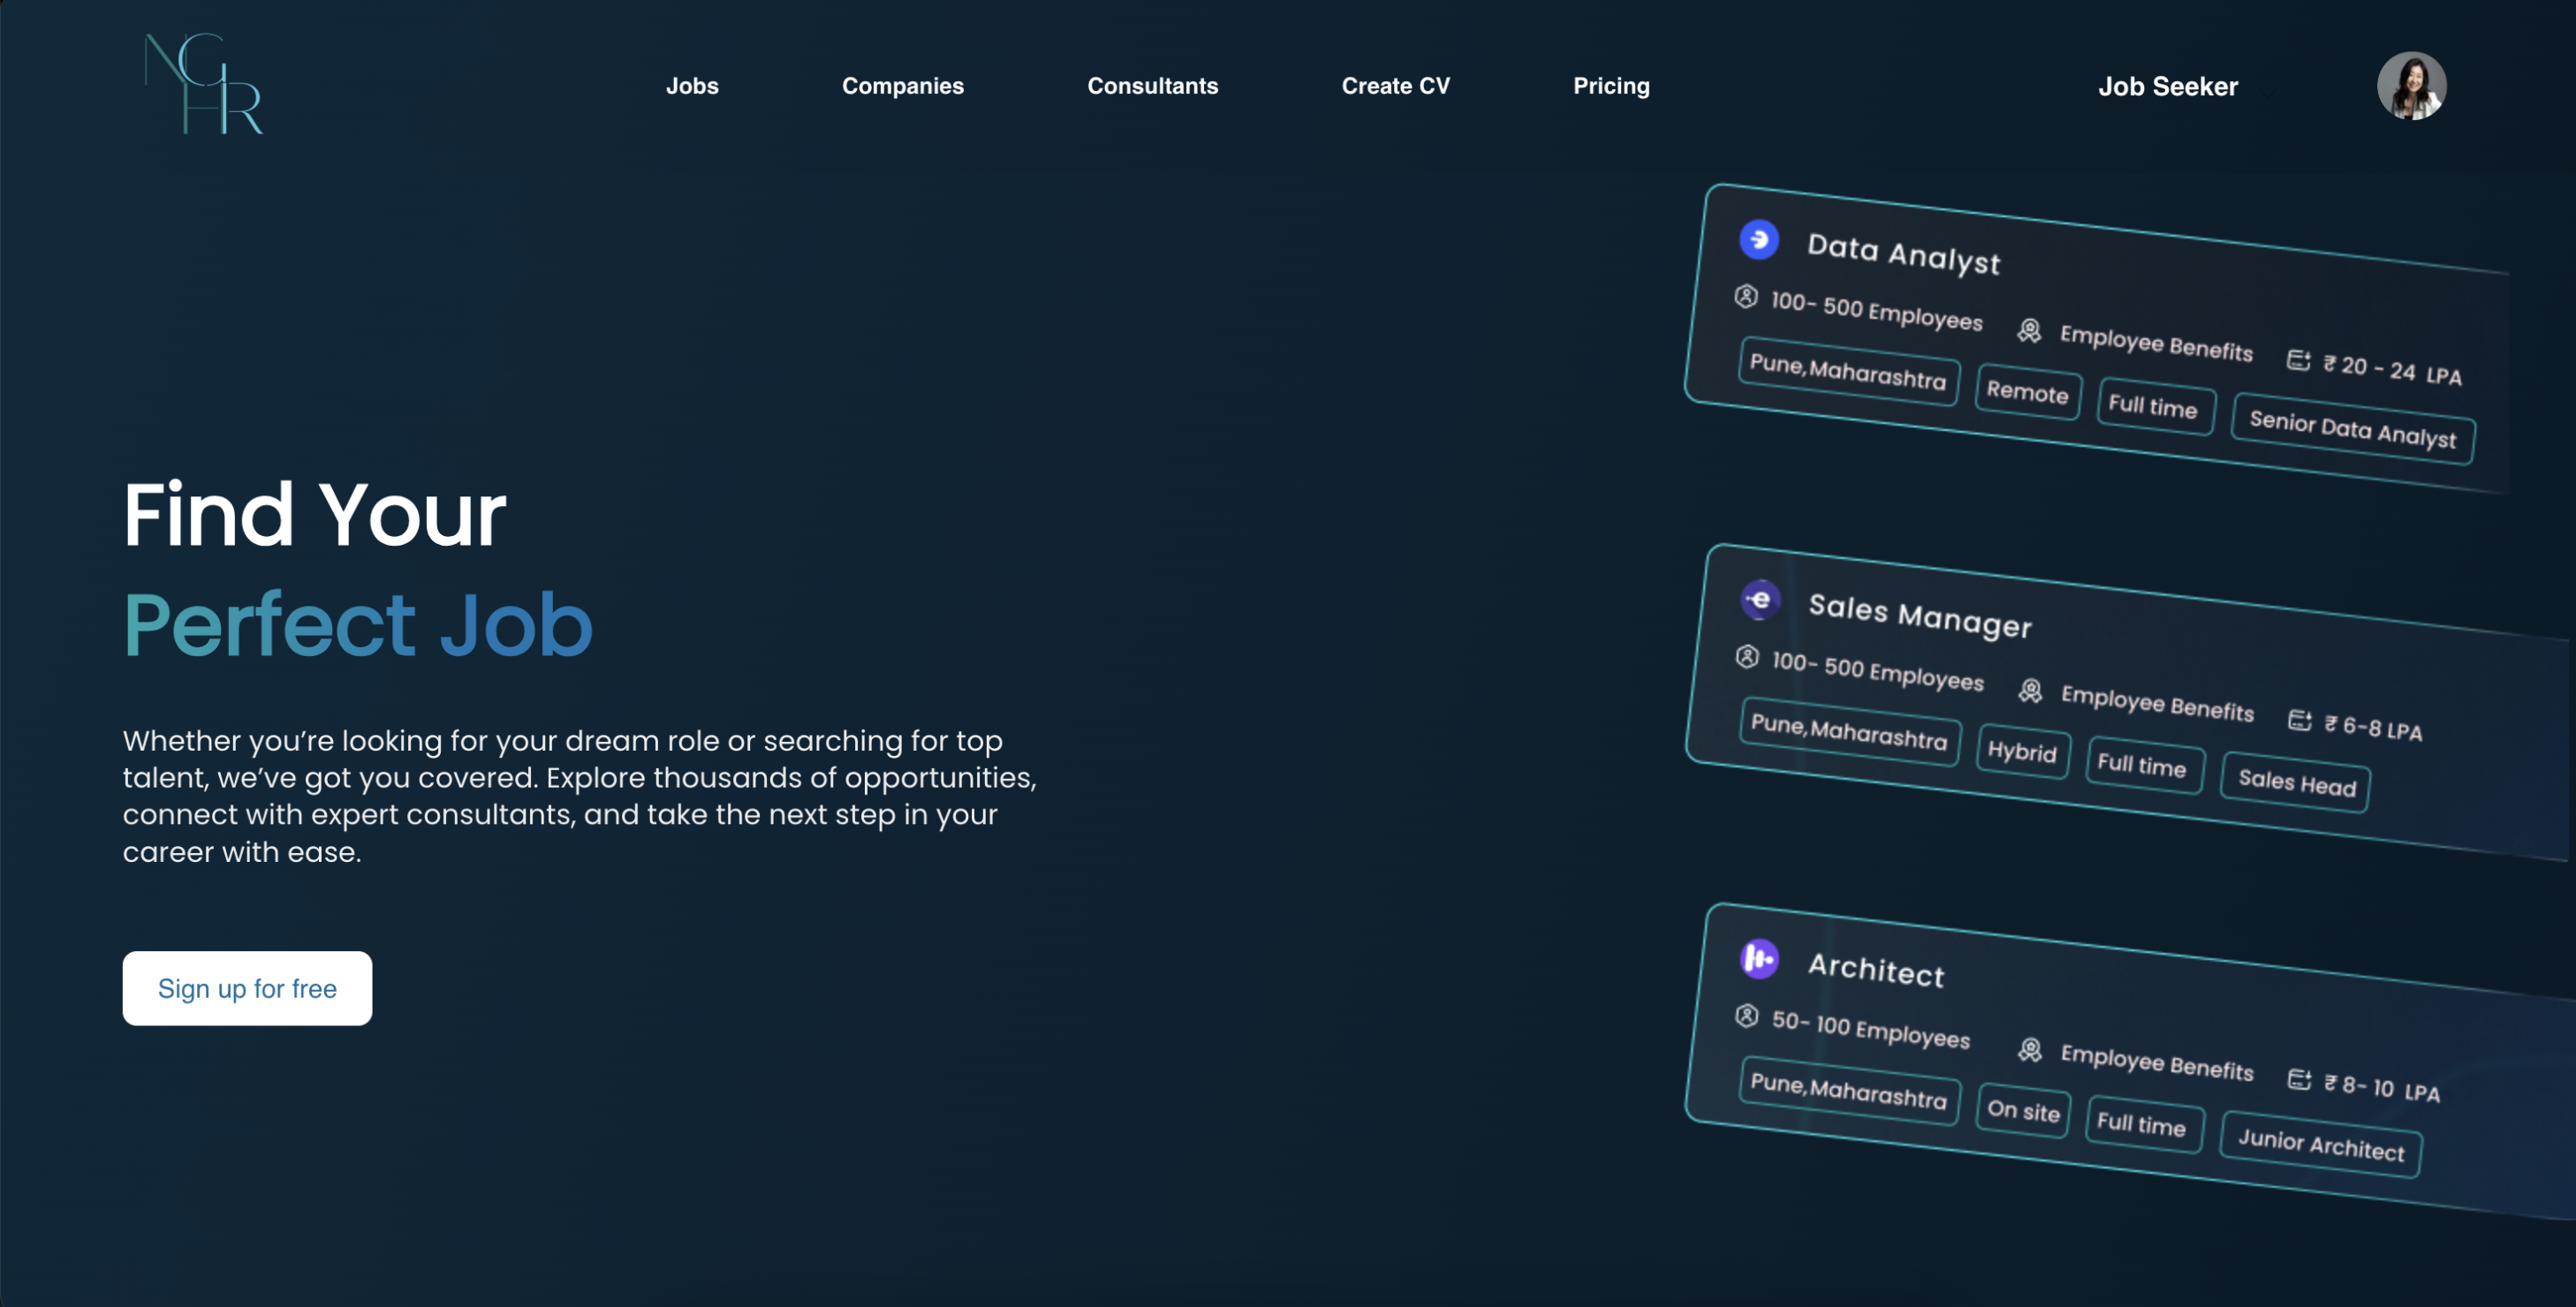 NG
HR
Jobs
Companies
Consultants
Create CV
Pricing
Job Seeker
Find Your
Perfect Job
Whether you’re looking for your dream role or searching for top
talent, we’ve got you covered. Explore thousands of opportunities,
connect with expert consultants, and take the next step in your
career with ease.
Sign up for free
Data Analyst
100- 500 Employees
Employee Benefits
₹ 20 - 24 LPA
Pune,Maharashtra
Remote
Full time
Senior Data Analyst
e
Sales Manager
100- 500 Employees
Employee Benefits
₹ 6-8 LPA
Pune,Maharashtra
Hybrid
Full time
Sales Head
Architect
50- 100 Employees
Employee Benefits
₹ 8- 10 LPA
Pune,Maharashtra
On site
Full time
Junior Architect